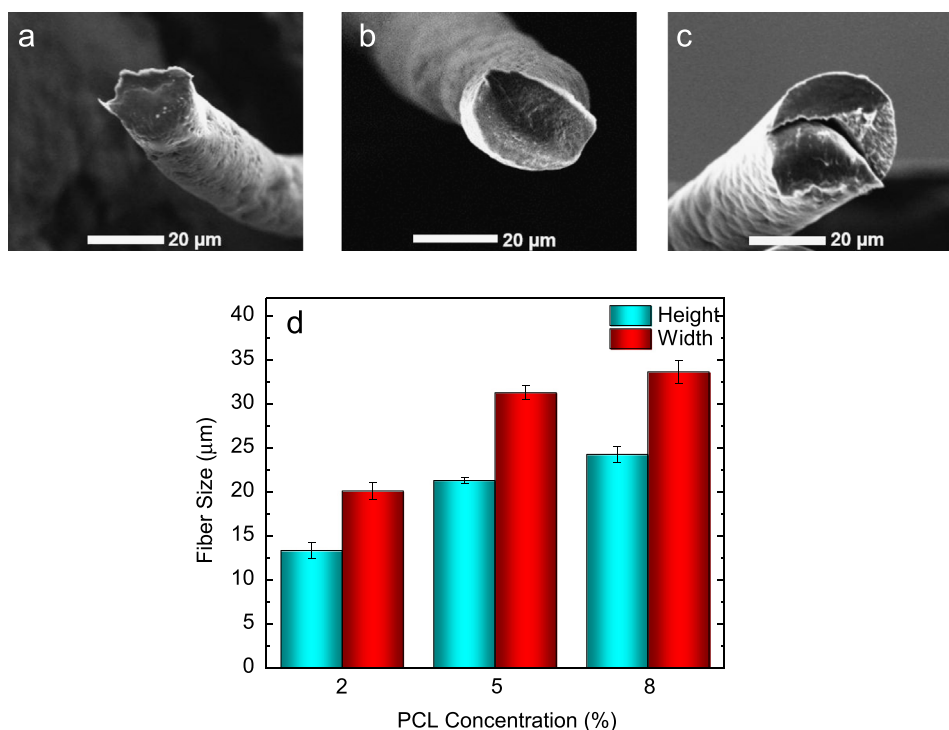 a
b
c
20 µm
20 µm
20 µm
d
Height
Width
40
35
30
25
20
15
10
5
0
Fiber Size (µm)
2
5
8
PCL Concentration (%)